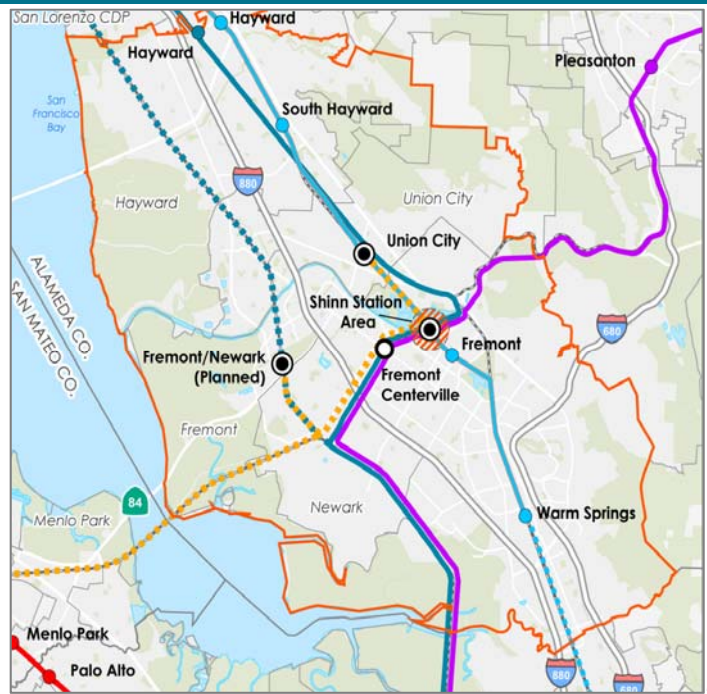 San Lorenzo CDP
Hayward
Hayward
Pleasanton
San
Francisco
Bay
South Hayward
880
Hayward
Union City
Union City
ALAMEDA CO.
SAN MATEO CO.
Shinn Station
Area
680
Fremont/Newark
(Planned)
Fremont
Fremont
Centerville
Fremont
84
Newark
Menlo Park
Warm Springs
Menlo Park
Palo Alto
880
680